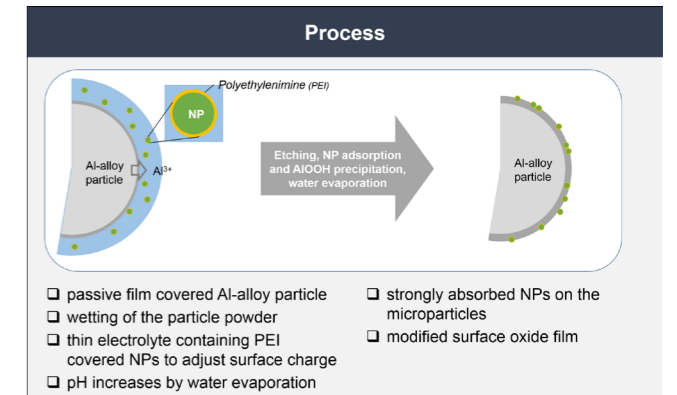 Process
Polyethylenimine (PEI)
NP
Al-alloy
particle
Al³⁺
Etching, NP adsorption
and AlOOH precipitation,
water evaporation
Al-alloy
particle
❑ passive film covered Al-alloy particle
❑ wetting of the particle powder
❑ thin electrolyte containing PEI
covered NPs to adjust surface charge
❑ pH increases by water evaporation
❑ strongly absorbed NPs on the
microparticles
❑ modified surface oxide film